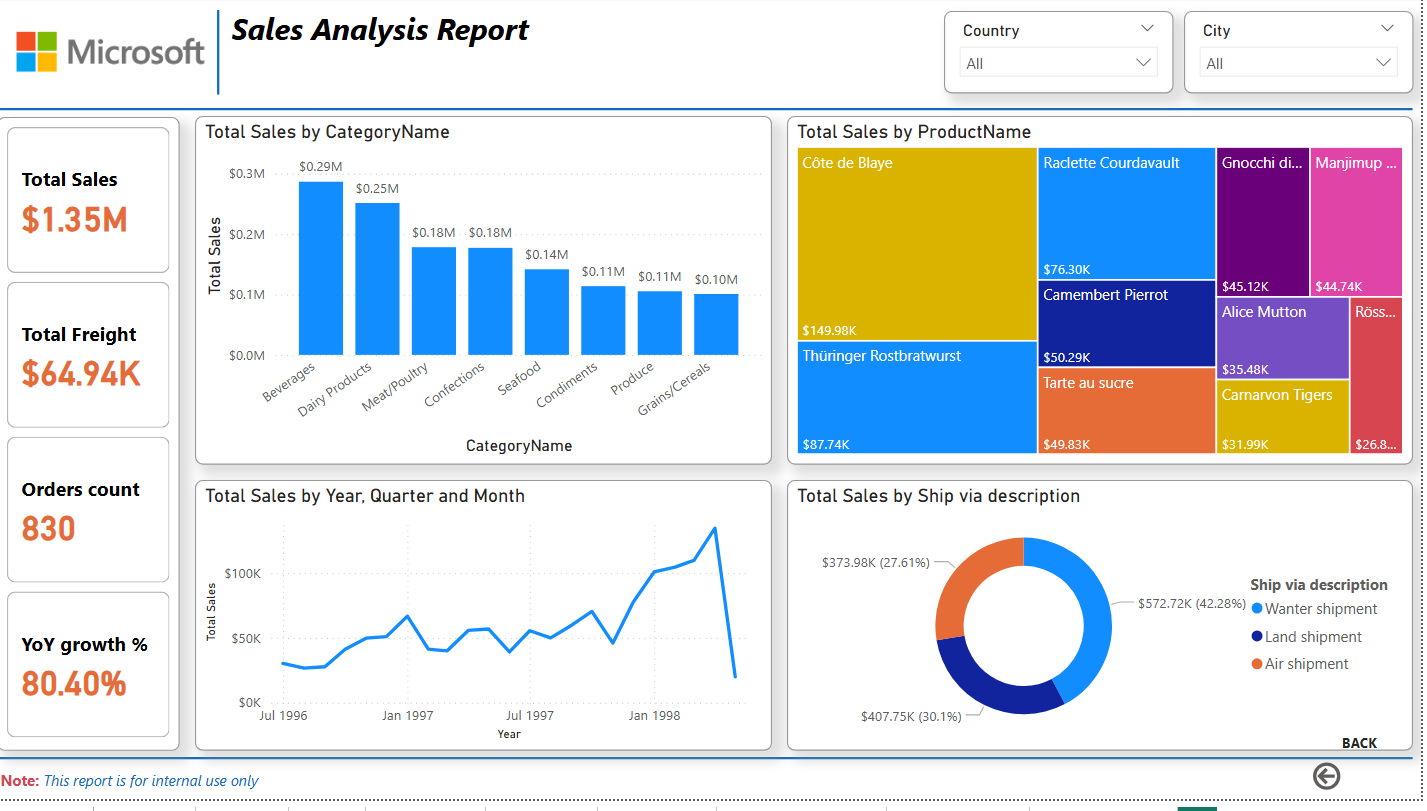 Microsoft
Sales Analysis Report
Country
All
City
All
Total Sales
$1.35M
Total Freight
$64.94K
Orders count
830
YoY growth %
80.40%
Total Sales by CategoryName
Total Sales
$0.3M
$0.2M
$0.1M
$0.0M
$0.29M
$0.25M
$0.18M
$0.18M
$0.14M
$0.11M
$0.11M
$0.10M
Beverages
Dairy Products
Meat/Poultry
Confections
Seafood
Condiments
Produce
Grains/Cereals
CategoryName
Total Sales by ProductName
Côte de Blaye
$149.98K
Thüringer Rostbratwurst
$87.74K
Raclette Courdavault
$76.30K
Camembert Pierrot
$50.29K
Tarte au sucre
$49.83K
Gnocchi di...
$45.12K
Manjimup ...
$44.74K
Alice Mutton
$35.48K
Carnarvon Tigers
$31.99K
Röss...
$26.8...
Total Sales by Year, Quarter and Month
Total Sales
$100K
$50K
$0K
Jul 1996
Jan 1997
Jul 1997
Jan 1998
Year
Total Sales by Ship via description
$373.98K (27.61%)
$572.72K (42.28%)
$407.75K (30.1%)
Ship via description
Wanter shipment
Land shipment
Air shipment
BACK
Note: This report is for internal use only